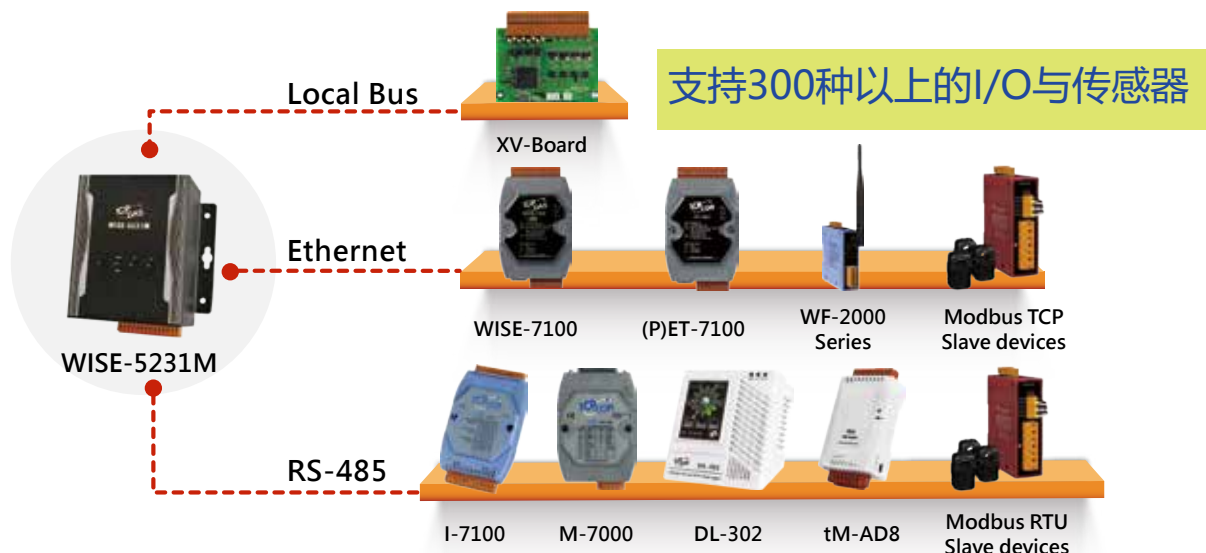 支持300种以上的I/O与传感器
Local Bus
XV-Board
Ethernet
WISE-5231M
WISE-7100
(P)ET-7100
WF-2000
Series
Modbus TCP
Slave devices
RS-485
I-7100
M-7000
DL-302
tM-AD8
Modbus RTU
Slave devices